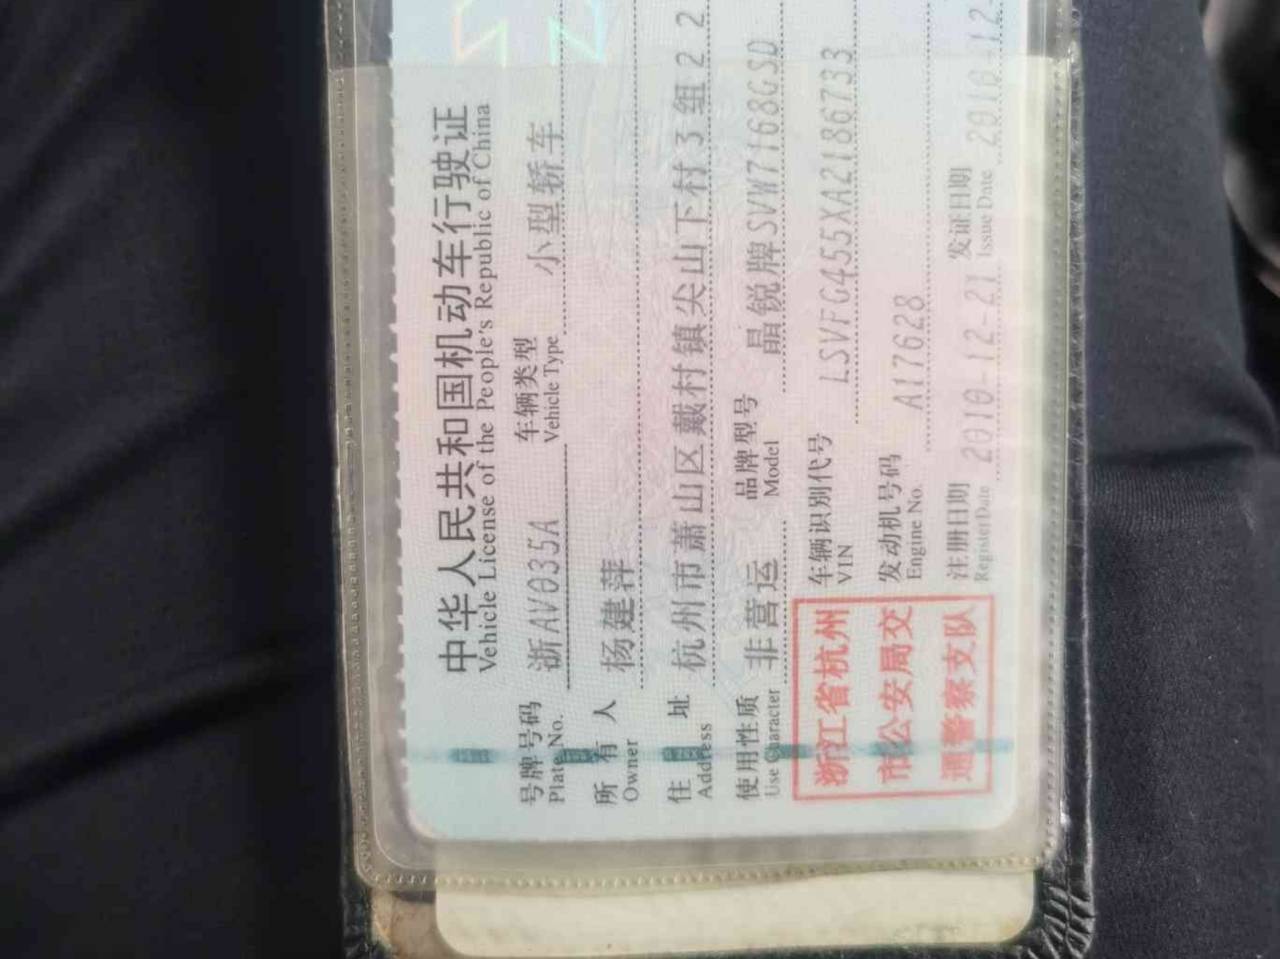 中华人民共和国机动车行驶证
Vehicle License of the People's Republic of China
号牌号码 浙AV035A 车辆类型 小型轿车
Plate No. Vehicle Type
所有人 杨建萍
Owner
住址 杭州市萧山区戴村镇尖山下村3组22
Address
使用性质 非营运 品牌型号 晶锐牌SVW7168GSD
Use Character Model
浙江省杭州
市公安局交
通警察支队
车辆识别代号 LSVFG455XA2186733
VIN
发动机号码 A17628
Engine No.
注册日期 2010-12-21 发证日期 2016-12-
RegisterDate Issue Date